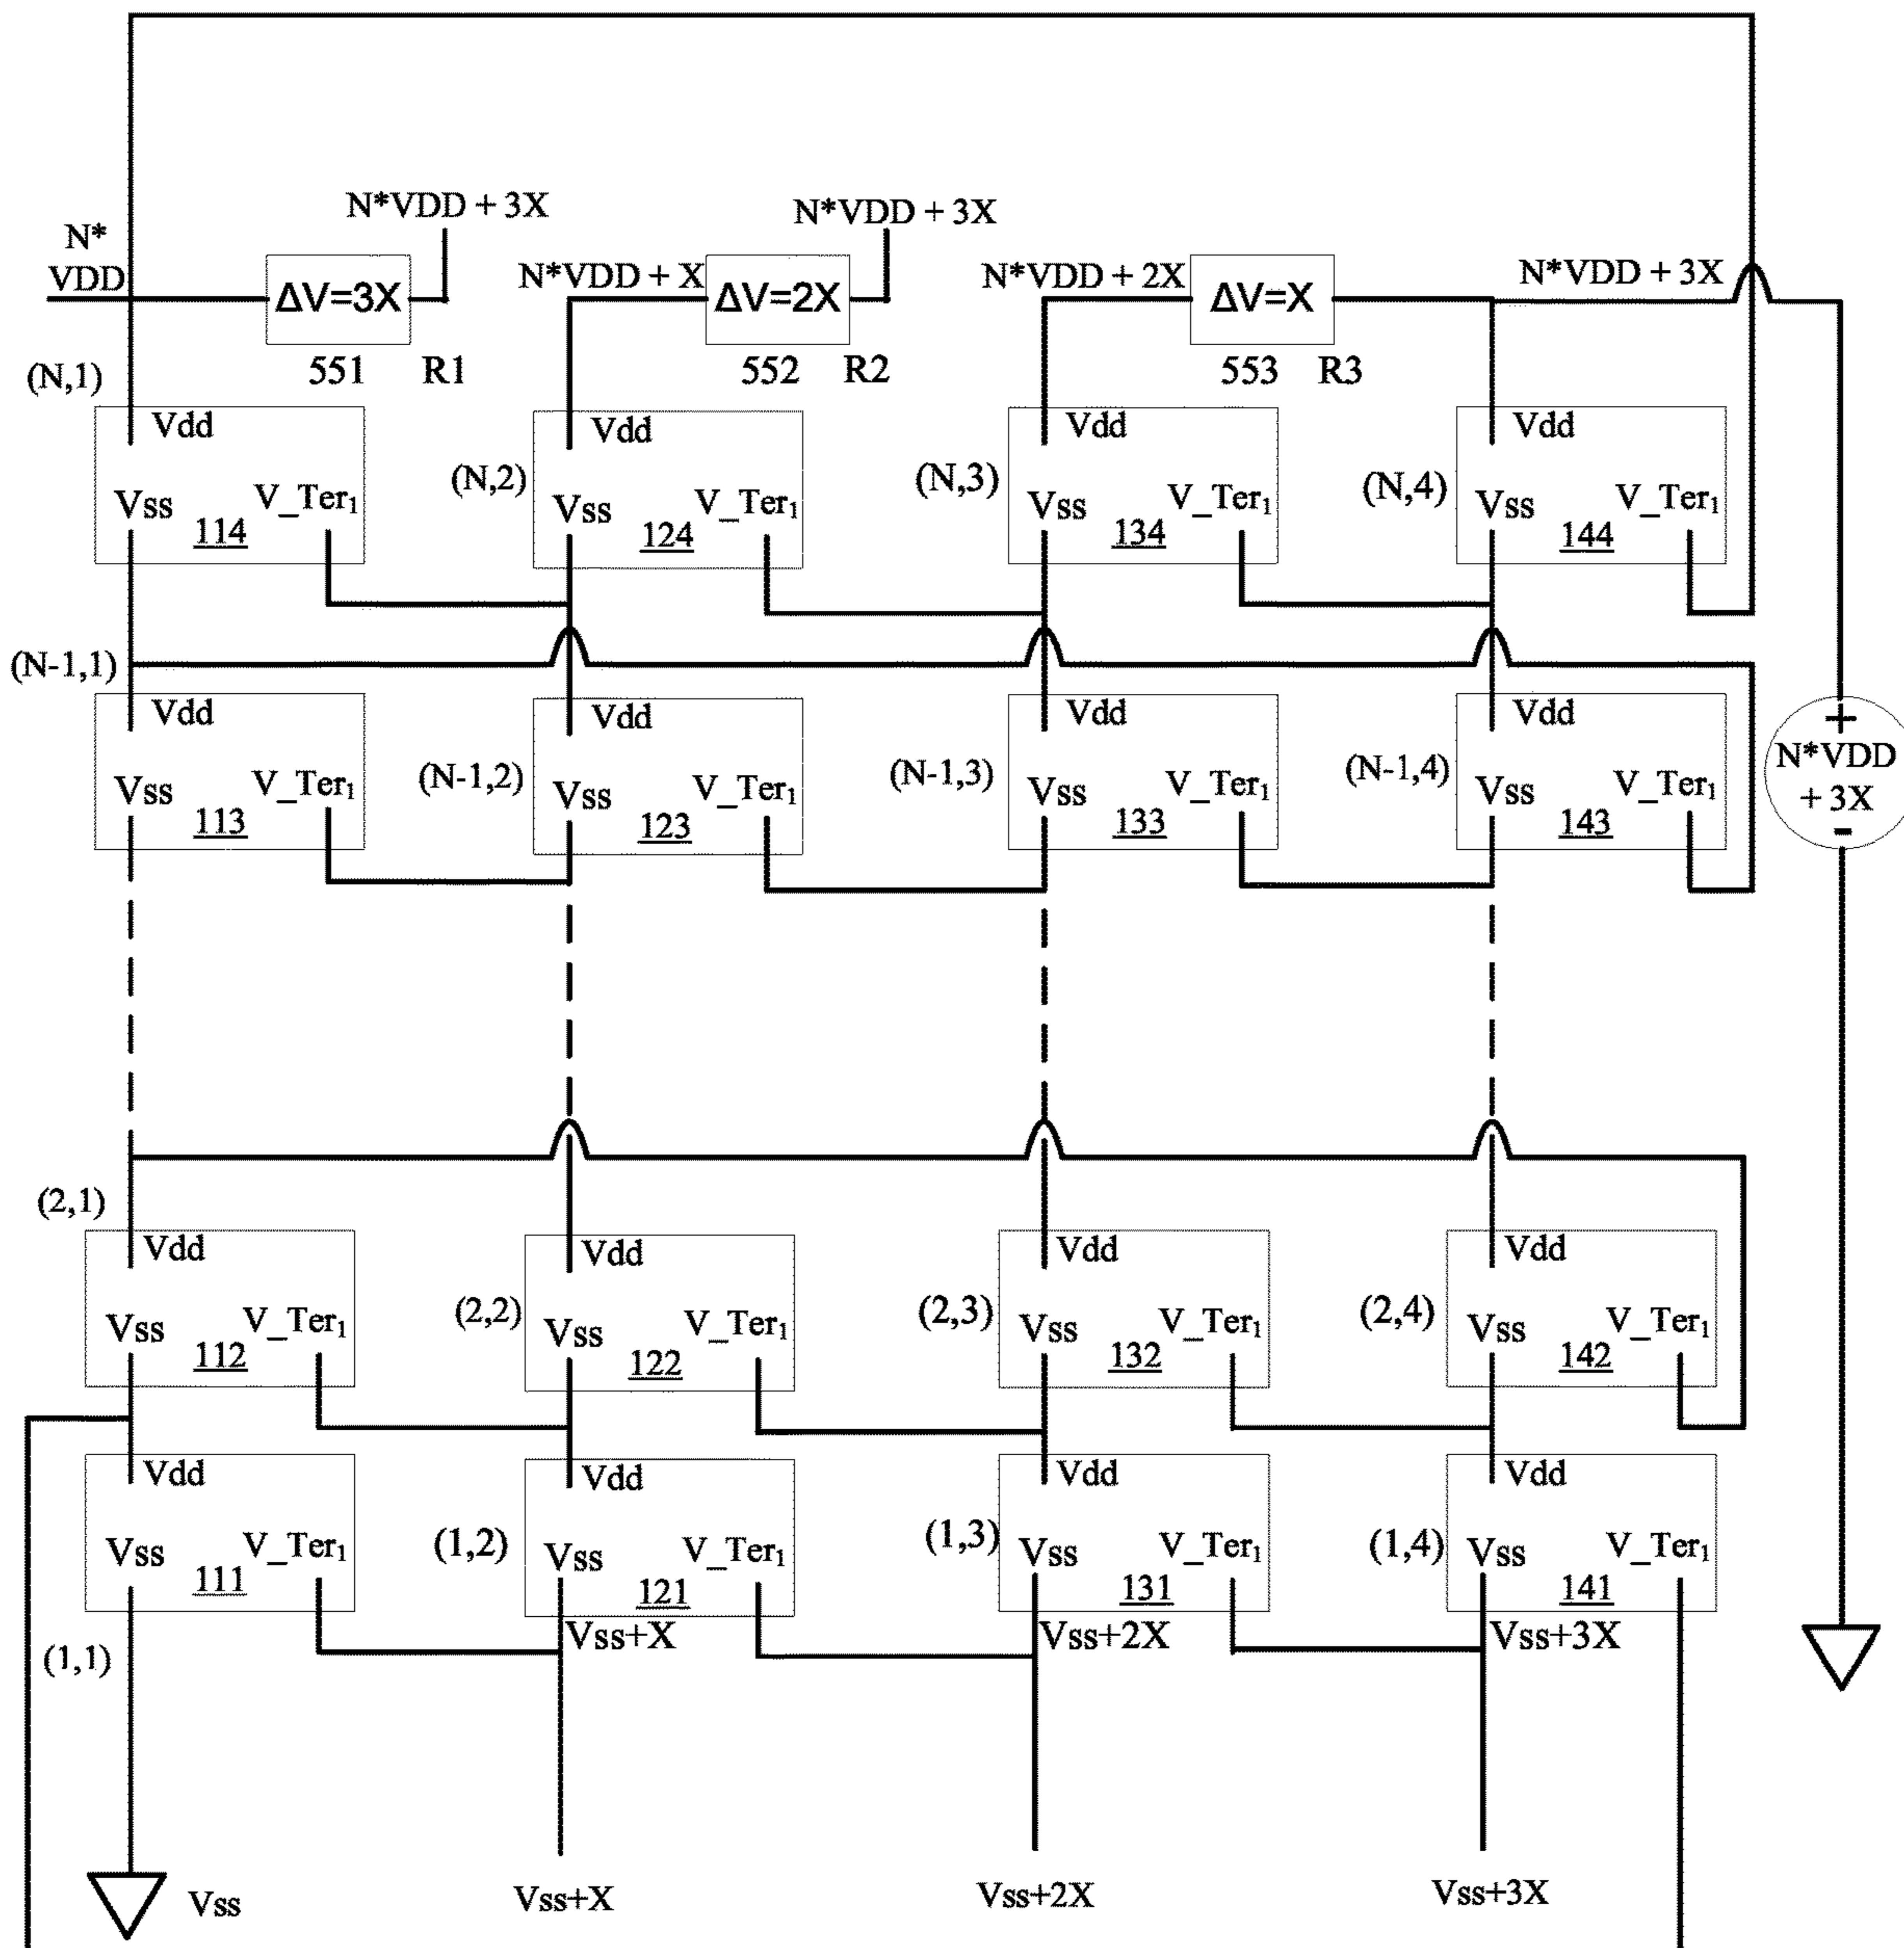 N*VDD + 3X
N*VDD + 3X
N*
VDD
N*VDD + X
N*VDD + 2X
N*VDD + 3X
ΔV=3X
ΔV=2X
ΔV=X
551 R1
552 R2
553 R3
(N,1)
Vdd
Vss
V_Ter1
114
(N,2)
Vdd
Vss
V_Ter1
124
(N,3)
Vdd
Vss
V_Ter1
134
(N,4)
Vdd
Vss
V_Ter1
144
(N-1,1)
Vdd
Vss
V_Ter1
113
(N-1,2)
Vdd
Vss
V_Ter1
123
(N-1,3)
Vdd
Vss
V_Ter1
133
(N-1,4)
Vdd
Vss
V_Ter1
143
+
N*VDD
+ 3X
-
(2,1)
Vdd
Vss
V_Ter1
112
(2,2)
Vdd
Vss
V_Ter1
122
(2,3)
Vdd
Vss
V_Ter1
132
(2,4)
Vdd
Vss
V_Ter1
142
Vdd
Vss
V_Ter1
111
(1,1)
(1,2)
Vdd
Vss
V_Ter1
121
Vss+X
(1,3)
Vdd
Vss
V_Ter1
131
Vss+2X
(1,4)
Vdd
Vss
V_Ter1
141
Vss+3X
Vss
Vss+X
Vss+2X
Vss+3X